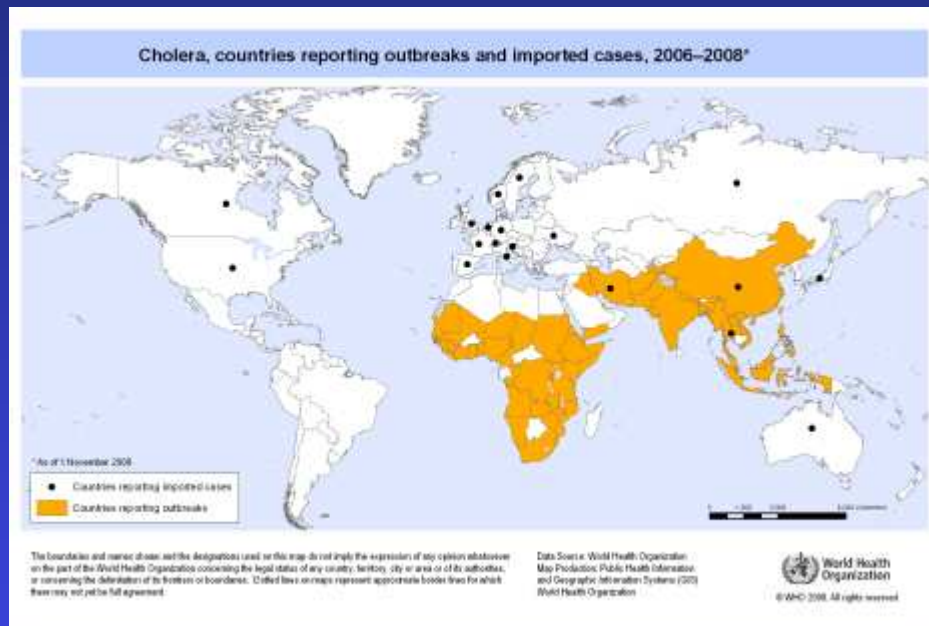 Cholera, countries reporting outbreaks and imported cases, 2006–2008*
* As of 1 November 2008
Countries reporting imported cases
Countries reporting outbreaks
The boundaries and names shown and the designations used on this map do not imply the expression of any opinion whatsoever
on the part of the World Health Organization concerning the legal status of any country, territory, city or area or of its authorities,
or concerning the delimitation of its frontiers or boundaries. Dotted lines on maps represent approximate border lines for which
there may not yet be full agreement.
Data Source: World Health Organization
Map Production: Public Health Information
and Geographic Information Systems (GIS)
World Health Organization
World Health
Organization
© WHO 2008. All rights reserved